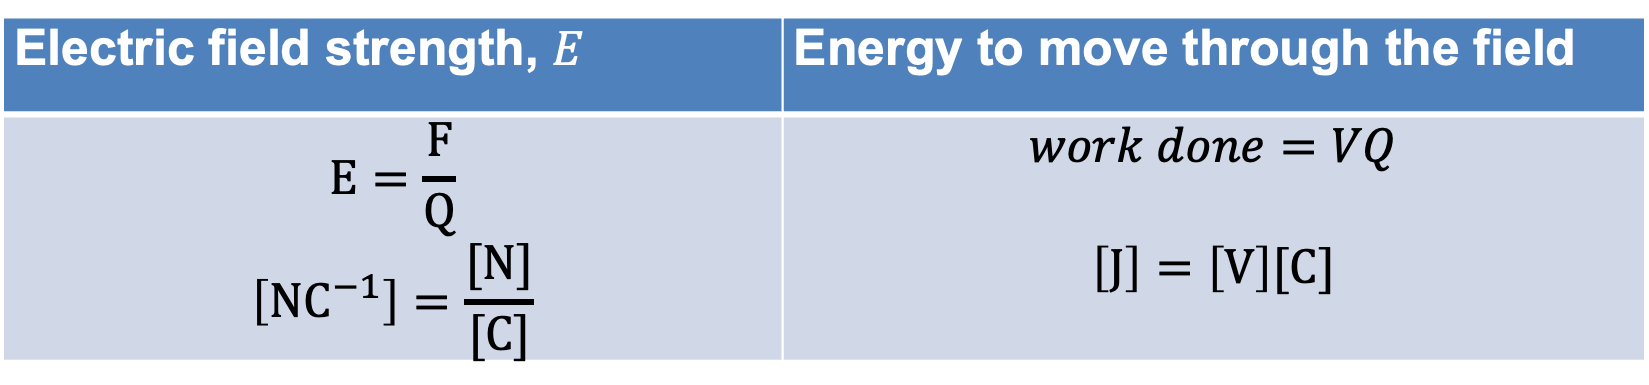 Electric field strength, E
Energy to move through the field
E = F/Q
[NC⁻¹] = [N]/[C]
work done = VQ
[J] = [V][C]